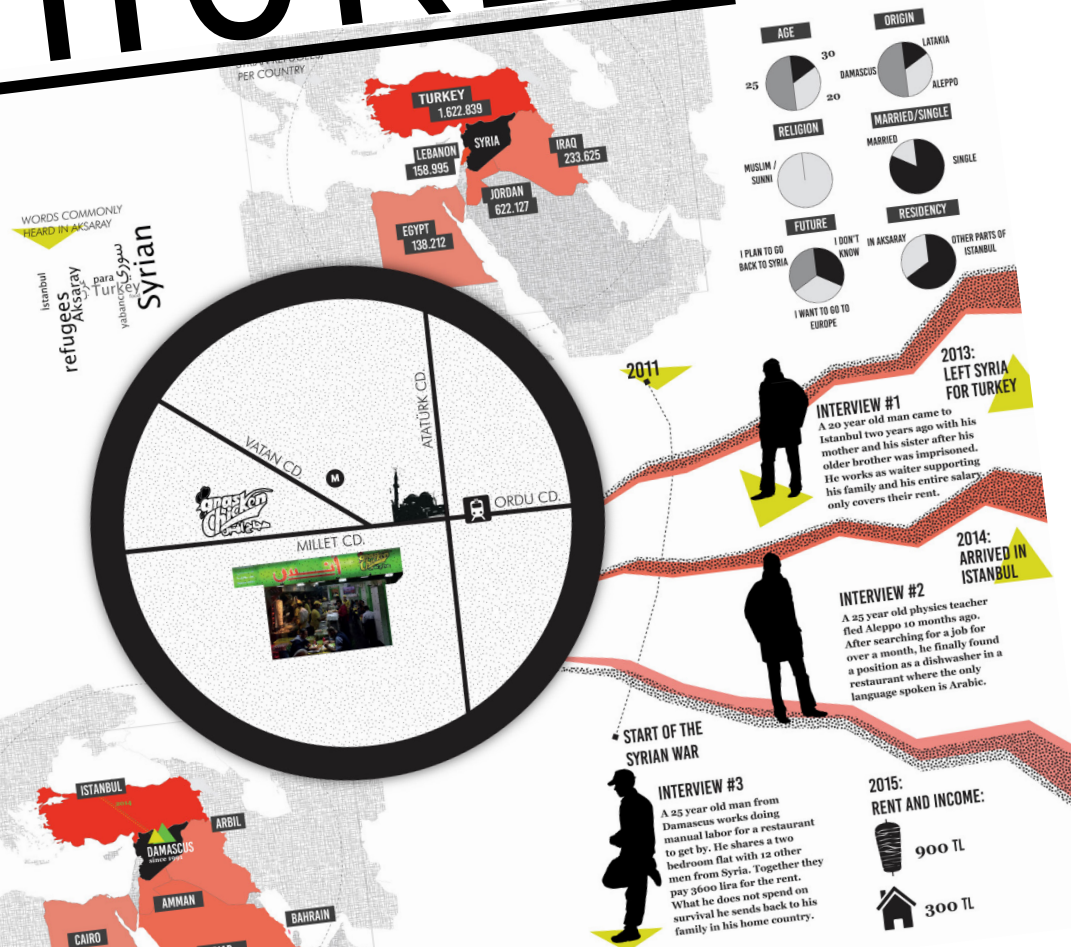 PER COUNTRY
TURKEY
1.622.839
SYRIA
LEBANON
158.995
IRAQ
233.625
JORDAN
622.127
EGYPT
138.212
AGE
30
25
20
ORIGIN
LATAKIA
DAMASCUS
ALEPPO
RELIGION
MUSLIM /
SUNNI
MARRIED/SINGLE
MARRIED
SINGLE
FUTURE
I PLAN TO GO
BACK TO SYRIA
I DON'T
KNOW
I WANT TO GO TO
EUROPE
RESIDENCY
IN AKSARAY
OTHER PARTS OF
ISTANBUL
WORDS COMMONLY
HEARD IN AKSARAY
istanbul
refugees
Aksaray
para
Turkey
yabancı
سوري
Syrian
VATAN CD.
ATATÜRK CD.
M
ORDU CD.
MILLET CD.
Chicken
أنس
2011
START OF THE
SYRIAN WAR
2013:
LEFT SYRIA
FOR TURKEY
INTERVIEW #1
A 20 year old man came to
Istanbul two years ago with his
mother and his sister after his
older brother was imprisoned.
He works as waiter supporting
his family and his entire salary
only covers their rent.
2014:
ARRIVED IN
ISTANBUL
INTERVIEW #2
A 25 year old physics teacher
fled Aleppo 10 months ago.
After searching for a job for
over a month, he finally found
a position as a dishwasher in a
restaurant where the only
language spoken is Arabic.
INTERVIEW #3
A 25 year old man from
Damascus works doing
manual labor for a restaurant
to get by. He shares a two
bedroom flat with 12 other
men from Syria. Together they
pay 3600 lira for the rent.
What he does not spend on
survival he sends back to his
family in his home country.
2015:
RENT AND INCOME:
900 TL
300 TL
ISTANBUL
2014
ARBIL
DAMASCUS
since 1991
AMMAN
BAHRAIN
CAIRO